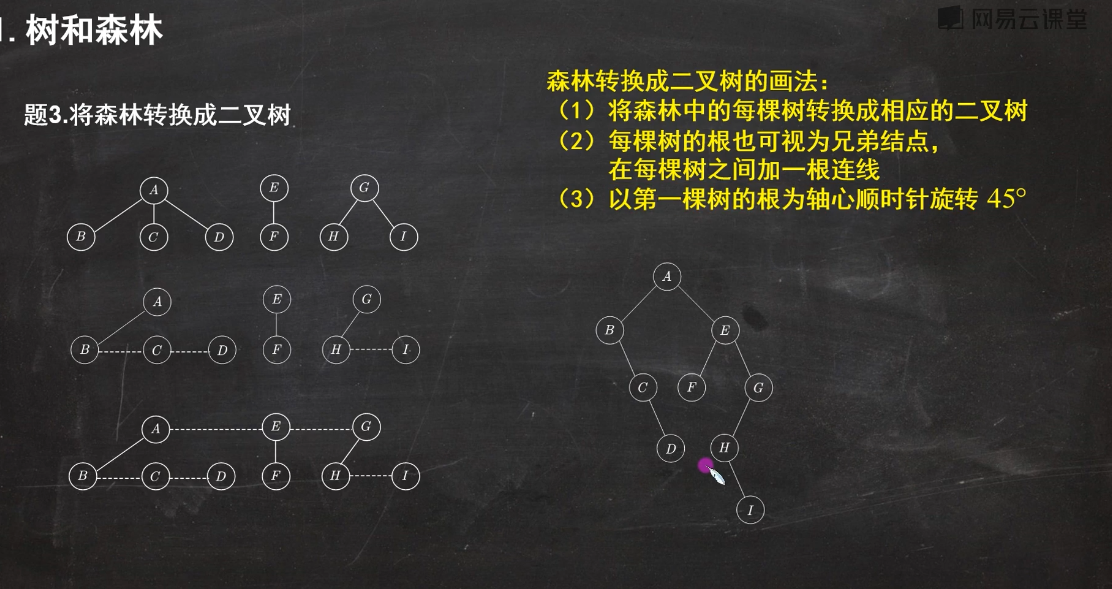 1. 树和森林
网易云课堂
题3.将森林转换成二叉树
森林转换成二叉树的画法：
（1）将森林中的每棵树转换成相应的二叉树
（2）每棵树的根也可视为兄弟结点，
在每棵树之间加一根连线
（3）以第一棵树的根为轴心顺时针旋转 45°
A E G
B C D F H I
A E G
B C D F H I
A E G
B C D F H I
A
B E
C F G
D H
I